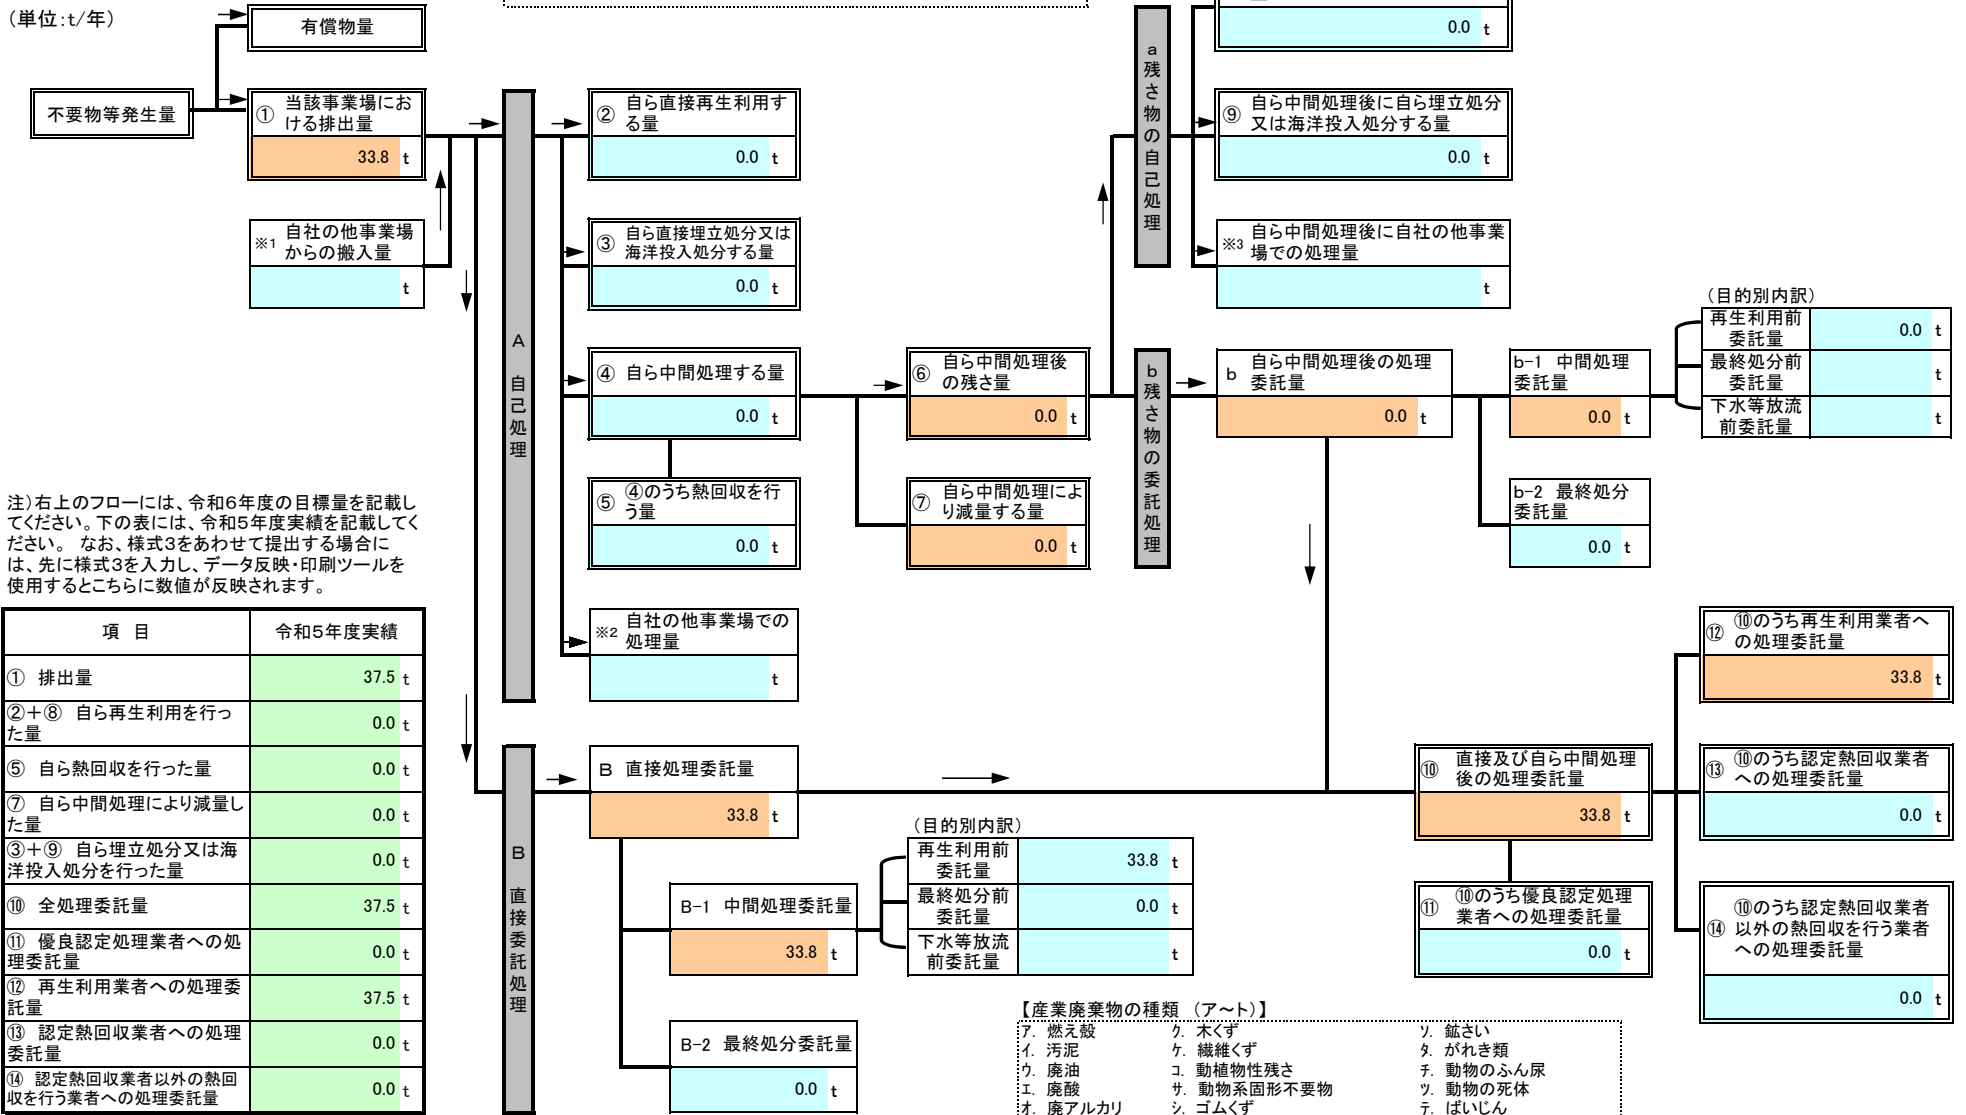 (単位:t/年)
有償物量
不要物等発生量
① 当該事業場にお
ける排出量
33.8 t
※1 自社の他事業場
からの搬入量
t
A 自己処理
② 自ら直接再生利用す
る量
0.0 t
③ 自ら直接埋立処分又は
海洋投入処分する量
0.0 t
④ 自ら中間処理する量
0.0 t
⑤ ④のうち熱回収を行
う量
0.0 t
※2 自社の他事業場での
処理量
t
⑥ 自ら中間処理後
の残さ量
0.0 t
⑦ 自ら中間処理によ
り減量する量
0.0 t
a残さ物の自己処理
0.0 t
⑨ 自ら中間処理後に自ら埋立処分
又は海洋投入処分する量
0.0 t
※3 自ら中間処理後に自社の他事業
場での処理量
t
b残さ物の委託処理
b 自ら中間処理後の処理
委託量
0.0 t
b-1 中間処理
委託量
0.0 t
b-2 最終処分
委託量
0.0 t
(目的別内訳)
再生利用前
委託量
0.0 t
最終処分前
委託量
t
下水等放流
前委託量
注)右上のフローには、令和6年度の目標量を記載し
てください。下の表には、令和5年度実績を記載してく
ださい。 なお、様式3をあわせて提出する場合に
は、先に様式3を入力し、データ反映・印刷ツールを
使用するとこちらに数値が反映されます。
項 目 令和5年度実績
① 排出量 37.5 t
②+⑧ 自ら再生利用を行っ
た量 0.0 t
⑤ 自ら熱回収を行った量 0.0 t
⑦ 自ら中間処理により減量し
た量 0.0 t
③+⑨ 自ら埋立処分又は海
洋投入処分を行った量 0.0 t
⑩ 全処理委託量 37.5 t
⑪ 優良認定処理業者への処
理委託量 0.0 t
⑫ 再生利用業者への処理委
託量 37.5 t
⑬ 認定熱回収業者への処理
委託量 0.0 t
⑭ 認定熱回収業者以外の熱回
収を行う業者への処理委託量 0.0 t
B 直接委託処理
B 直接処理委託量
33.8 t
B-1 中間処理委託量
33.8 t
B-2 最終処分委託量
0.0 t
(目的別内訳)
再生利用前
委託量
33.8 t
最終処分前
委託量
0.0 t
下水等放流
前委託量
t
⑩ 直接及び自ら中間処理
後の処理委託量
33.8 t
⑪ ⑩のうち優良認定処理
業者への処理委託量
0.0 t
⑫ ⑩のうち再生利用業者へ
の処理委託量
33.8 t
⑬ ⑩のうち認定熱回収業者
への処理委託量
0.0 t
⑭ ⑩のうち認定熱回収業者
以外の熱回収を行う業者
への処理委託量
0.0 t
【産業廃棄物の種類 (ア~ト)】
ア. 燃え殻 ク. 木くず ソ. 鉱さい
イ. 汚泥 ケ. 繊維くず タ. がれき類
ウ. 廃油 コ. 動植物性残さ チ. 動物のふん尿
エ. 廃酸 サ. 動物系固形不要物 ツ. 動物の死体
オ. 廃アルカリ シ. ゴムくず テ. ばいじん